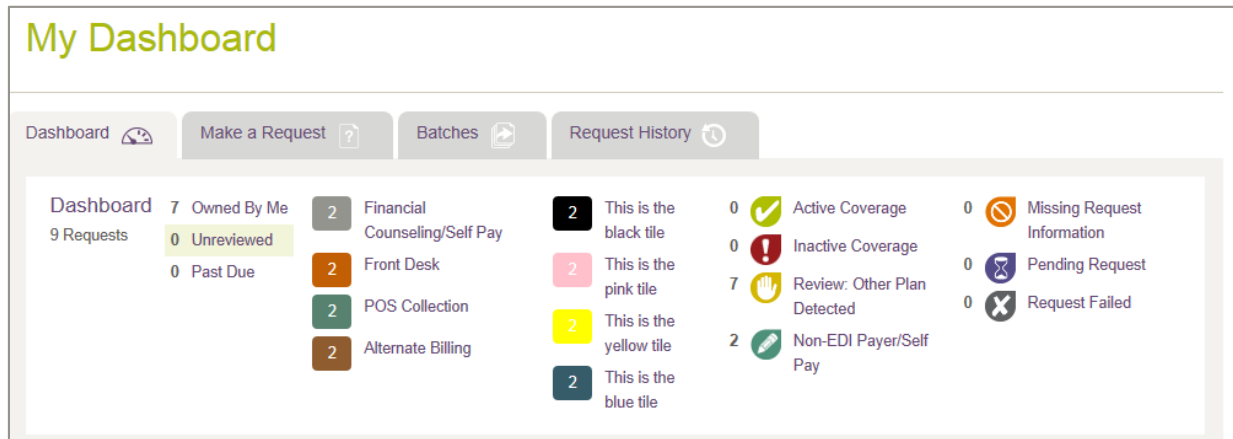 My Dashboard
Dashboard
Make a Request
?
Batches
Request History
Dashboard
9 Requests
7 Owned By Me
0 Unreviewed
0 Past Due
2 Financial
Counseling/Self Pay
2 Front Desk
2 POS Collection
2 Alternate Billing
2 This is the
black tile
2 This is the
pink tile
2 This is the
yellow tile
2 This is the
blue tile
0 Active Coverage
0 ! Inactive Coverage
7 Review: Other Plan
Detected
2 Non-EDI Payer/Self
Pay
0 Missing Request
Information
0 Pending Request
0 Request Failed